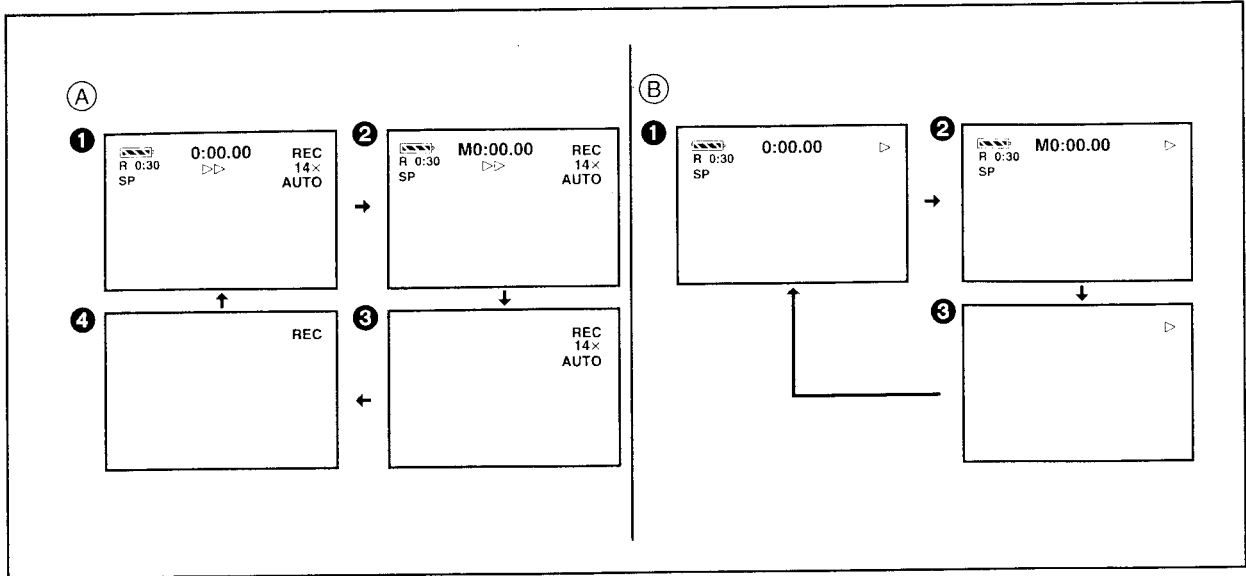 A
1
0:00.00 REC
R 0:30 ▷▷ 14×
SP AUTO
2
M0:00.00 REC
R 0:30 ▷▷ 14×
SP AUTO
4
REC
3
REC
14×
AUTO
B
1
0:00.00 ▷
R 0:30
SP
2
M0:00.00 ▷
R 0:30
SP
3
▷